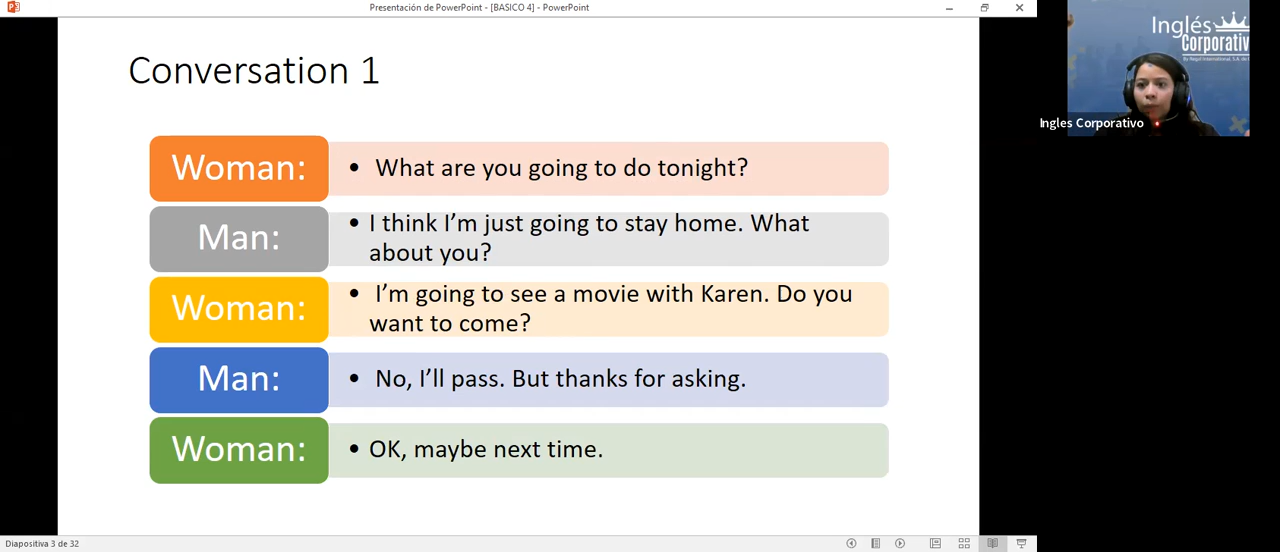 Presentación de PowerPoint - [BASICO 4] - PowerPoint
Conversation 1
Woman:
• What are you going to do tonight?
Man:
• I think I’m just going to stay home. What
about you?
Woman:
• I’m going to see a movie with Karen. Do you
want to come?
Man:
• No, I’ll pass. But thanks for asking.
Woman:
• OK, maybe next time.
Diapositiva 3 de 32
Inglés
Corporativ
Ingles Corporativo